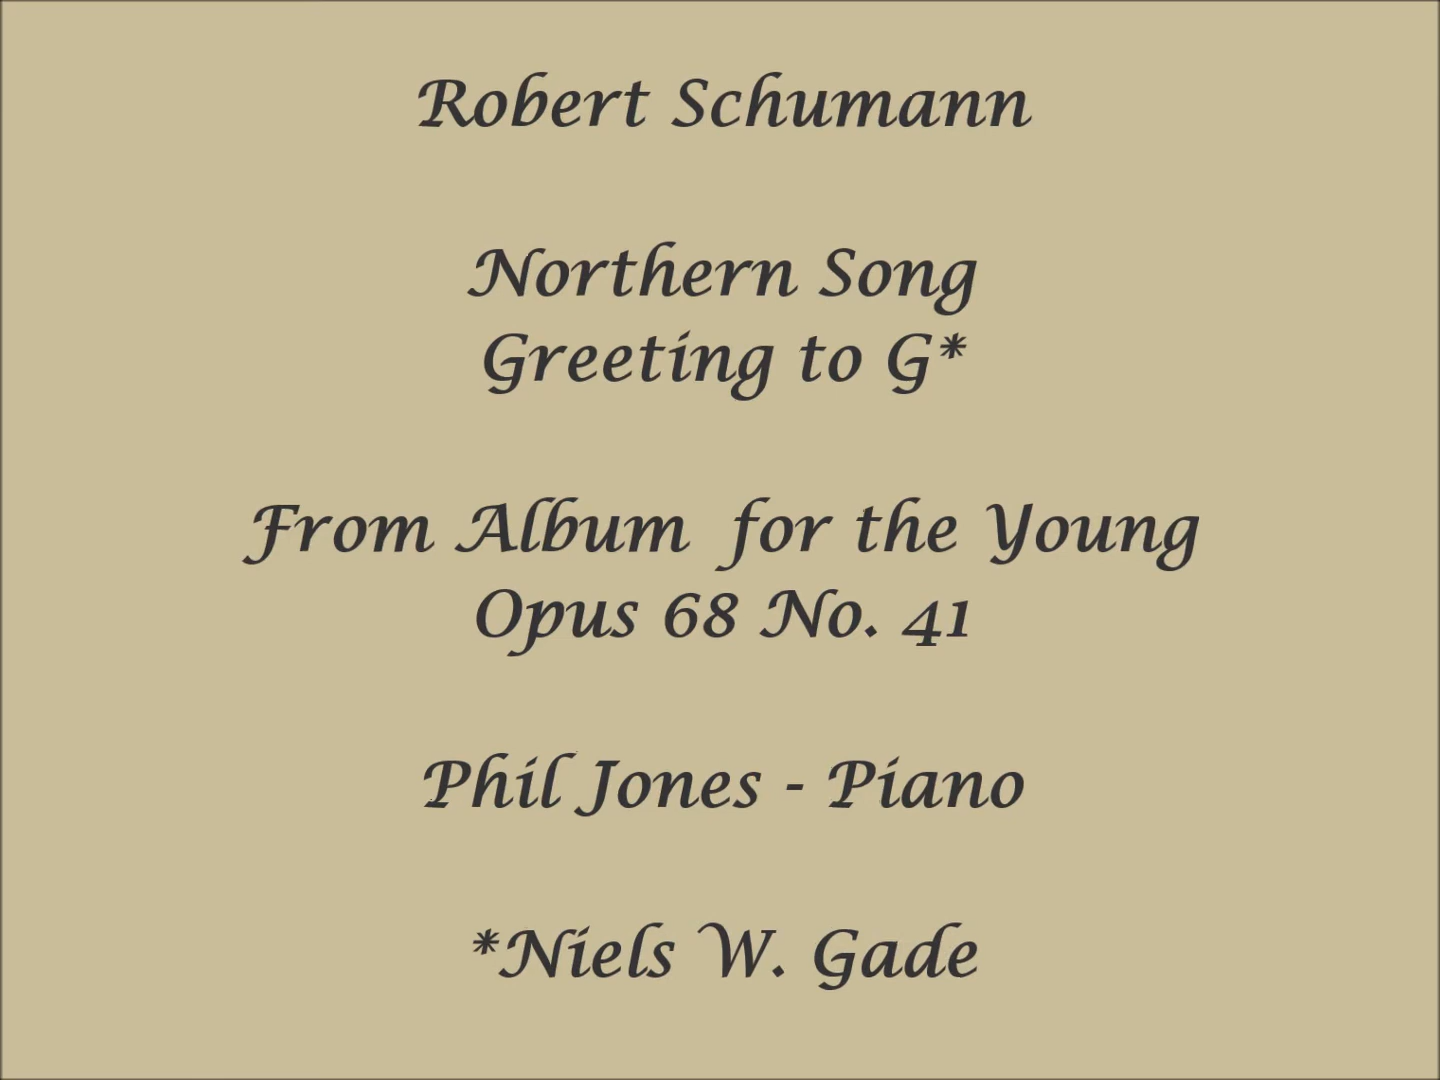 Robert Schumann
Northern Song
Greeting to G*
From Album for the Young
Opus 68 No. 41
Phil Jones - Piano
*Niels W. Gade